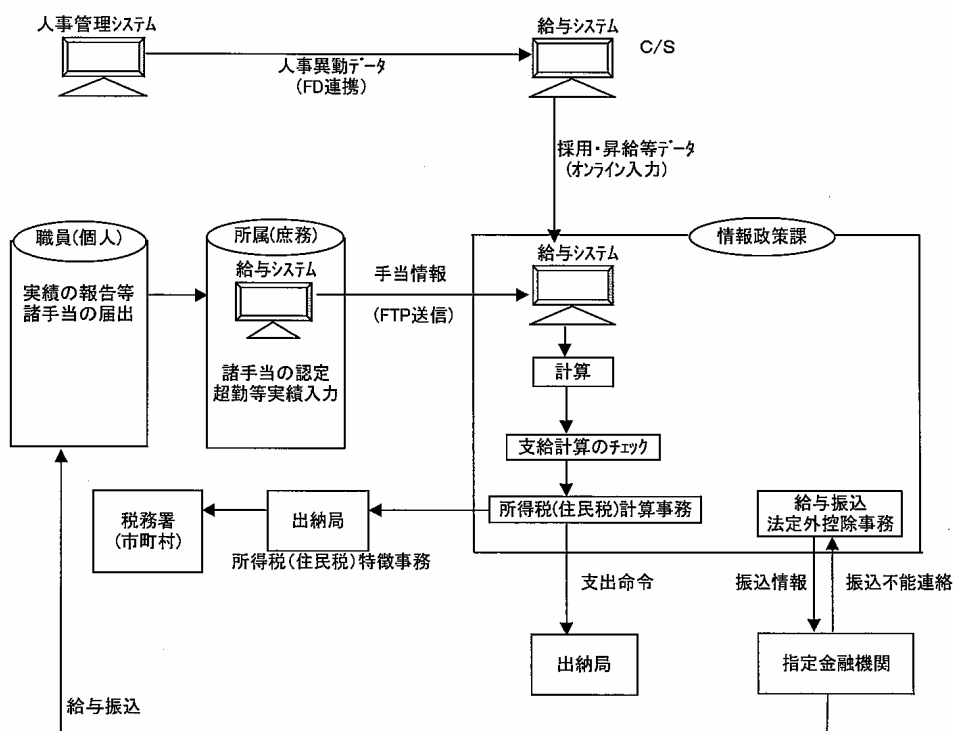 人事管理システム
給与システム
C/S
人事異動データ
(FD連携)
採用・昇給等データ
(オンライン入力)
職員(個人)
所属(庶務)
情報政策課
給与システム
給与システム
手当情報
実績の報告等
諸手当の届出
(FTP送信)
諸手当の認定
超勤等実績入力
計算
支給計算のチェック
所得税(住民税)計算事務
給与振込
法定外控除事務
税務署
(市町村)
出納局
所得税(住民税)特徴事務
支出命令
振込情報
振込不能連絡
出納局
指定金融機関
給与振込